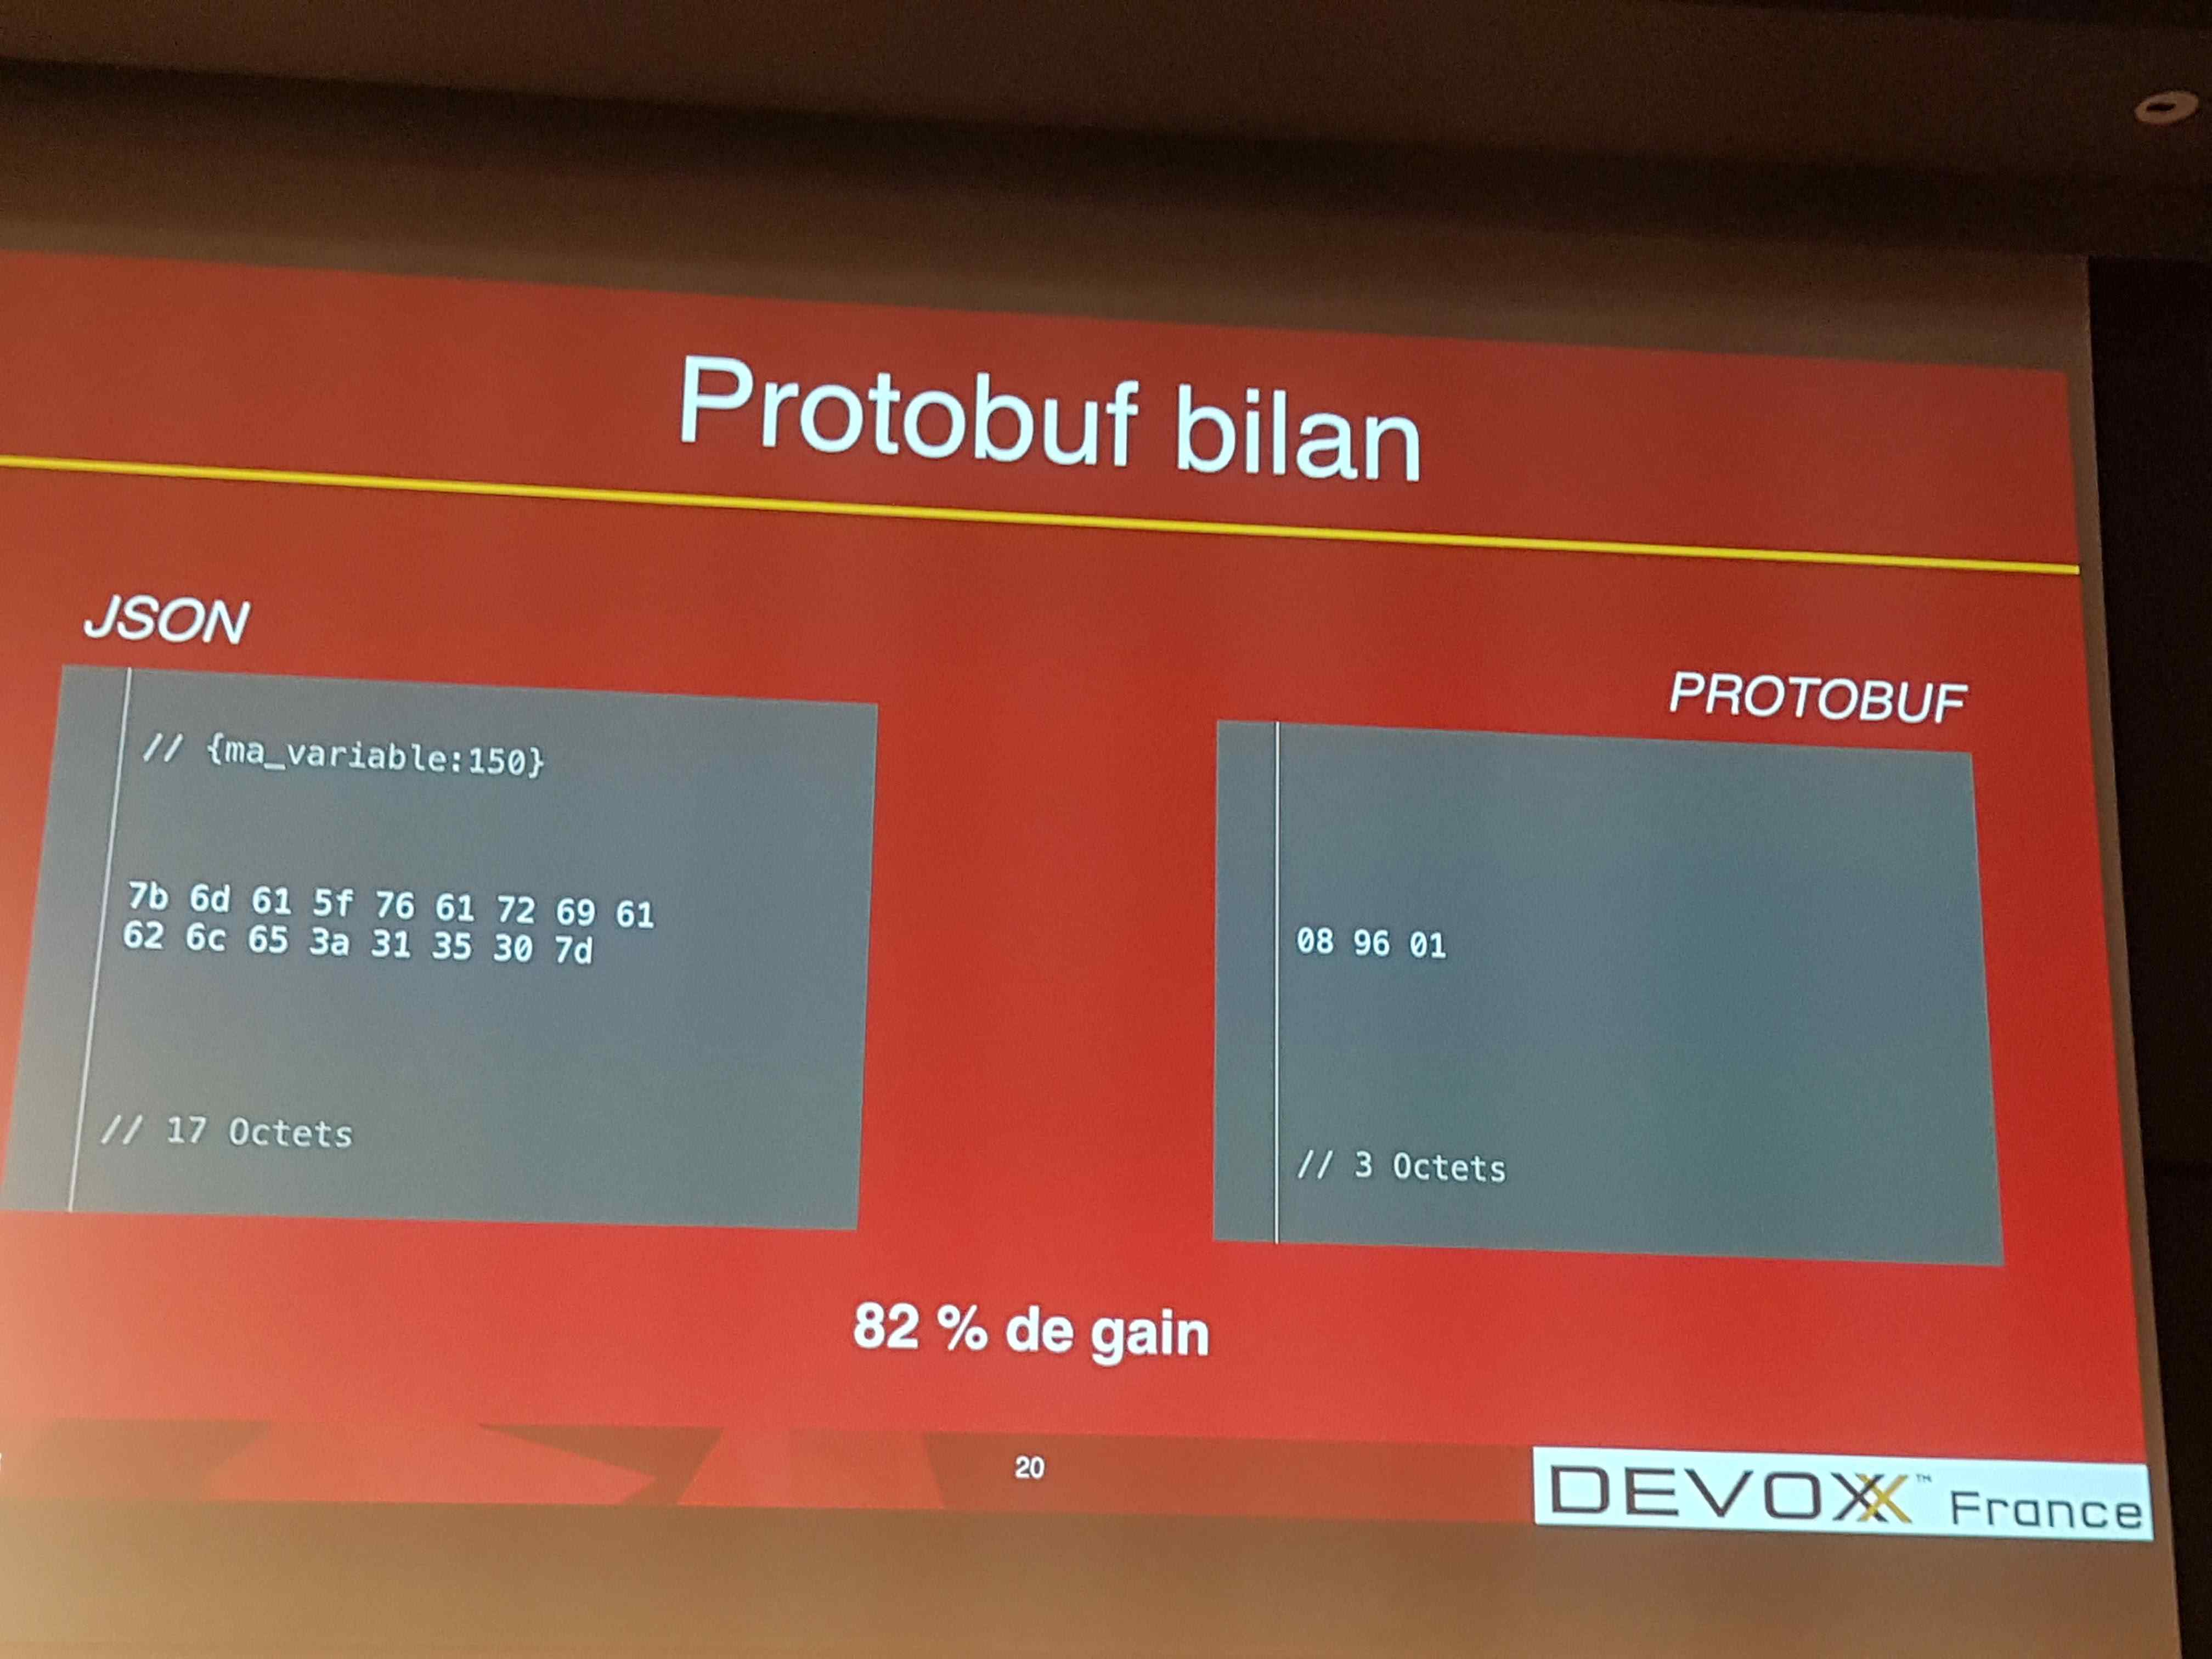 Protobuf bilan
JSON
// {ma_variable:150}
7b 6d 61 5f 76 61 72 69 61
62 6c 65 3a 31 35 30 7d
// 17 Octets
PROTOBUF
08 96 01
// 3 Octets
82 % de gain
20
DEVOXX™ France